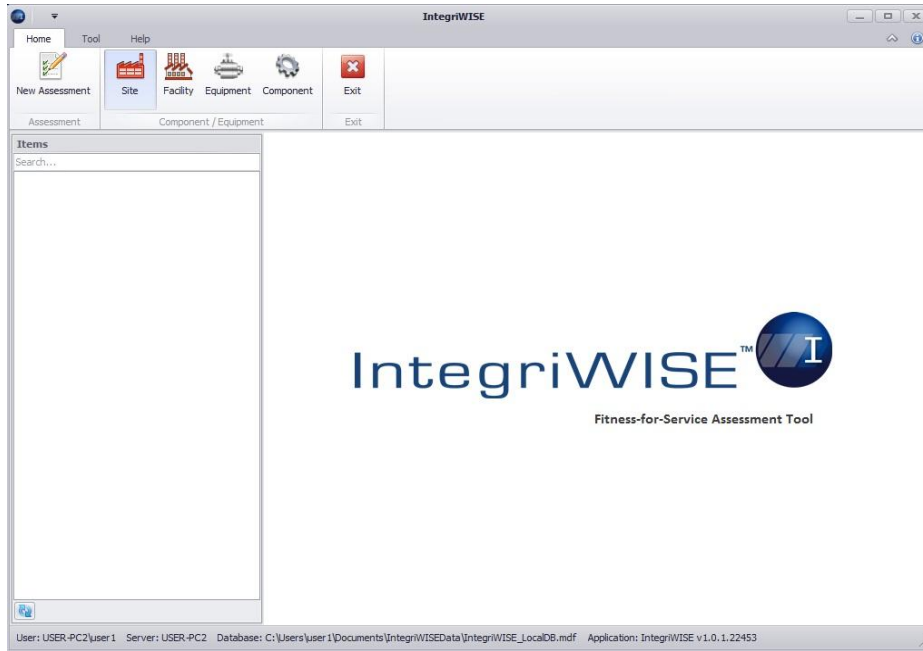 IntegriWISE
Home Tool Help
New Assessment Site Facility Equipment Component Exit
Assessment Component / Equipment Exit
Items
Search...
IntegriWISE™ I
Fitness-for-Service Assessment Tool
User: USER-PC2\user1 Server: USER-PC2 Database: C:\Users\user1\Documents\IntegriWISEData\IntegriWISE_LocalDB.mdf Application: IntegriWISE v1.0.1.22453